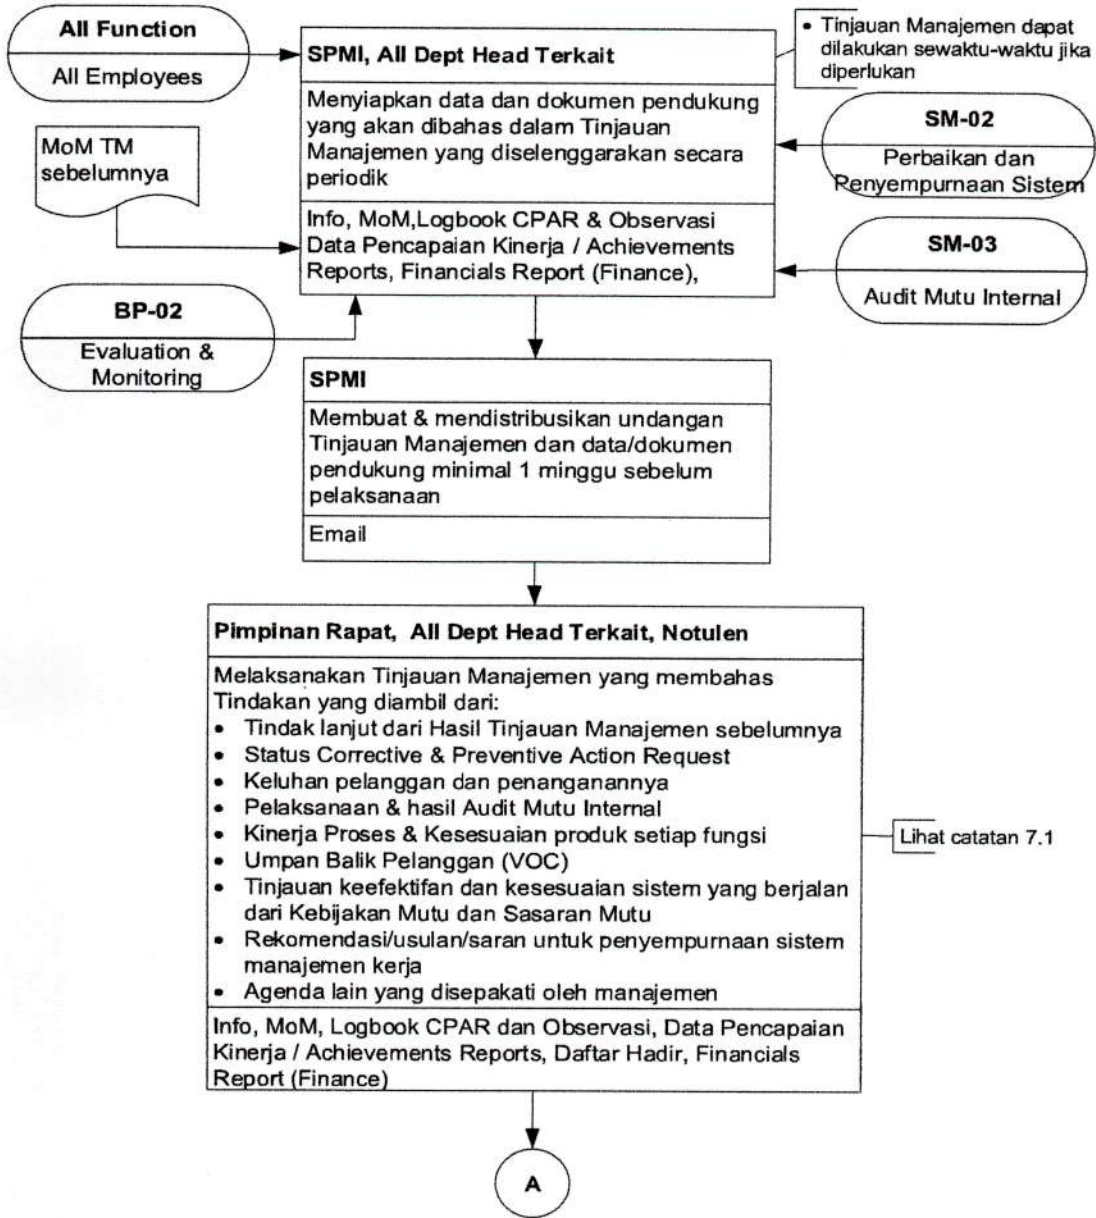 All Function
All Employees
SPMI, All Dept Head Terkait
• Tinjauan Manajemen dapat
dilakukan sewaktu-waktu jika
diperlukan
Menyiapkan data dan dokumen pendukung
yang akan dibahas dalam Tinjauan
Manajemen yang diselenggarakan secara
periodik
SM-02
Perbaikan dan
Penyempurnaan Sistem
MoM TM
sebelumnya
Info, MoM,Logbook CPAR & Observasi
Data Pencapaian Kinerja / Achievements
Reports, Financials Report (Finance),
SM-03
Audit Mutu Internal
BP-02
Evaluation &
Monitoring
SPMI
Membuat & mendistribusikan undangan
Tinjauan Manajemen dan data/dokumen
pendukung minimal 1 minggu sebelum
pelaksanaan
Email
Pimpinan Rapat, All Dept Head Terkait, Notulen
Melaksanakan Tinjauan Manajemen yang membahas
Tindakan yang diambil dari:
• Tindak lanjut dari Hasil Tinjauan Manajemen sebelumnya
• Status Corrective & Preventive Action Request
• Keluhan pelanggan dan penanganannya
• Pelaksanaan & hasil Audit Mutu Internal
• Kinerja Proses & Kesesuaian produk setiap fungsi
• Umpan Balik Pelanggan (VOC)
• Tinjauan keefektifan dan kesesuaian sistem yang berjalan
dari Kebijakan Mutu dan Sasaran Mutu
• Rekomendasi/usulan/saran untuk penyempurnaan sistem
manajemen kerja
• Agenda lain yang disepakati oleh manajemen
Lihat catatan 7.1
Info, MoM, Logbook CPAR dan Observasi, Data Pencapaian
Kinerja / Achievements Reports, Daftar Hadir, Financials
Report (Finance)
A